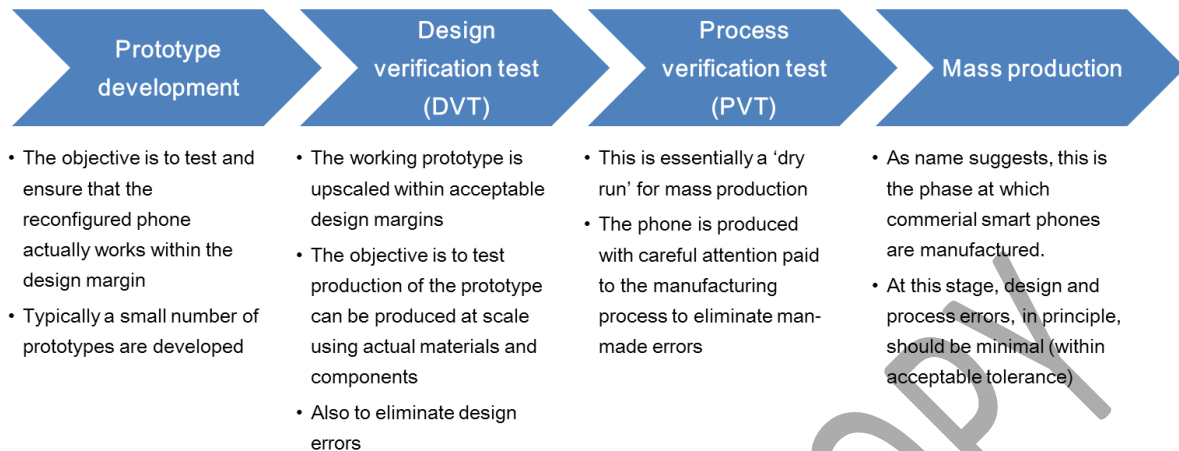 Prototype
development
Design
verification test
(DVT)
Process
verification test
(PVT)
Mass production
• The objective is to test and
ensure that the
reconfigured phone
actually works within the
design margin
• Typically a small number of
prototypes are developed
• The working prototype is
upscaled within acceptable
design margins
• The objective is to test
production of the prototype
can be produced at scale
using actual materials and
components
• Also to eliminate design
errors
• This is essentially a ‘dry
run’ for mass production
• The phone is produced
with careful attention paid
to the manufacturing
process to eliminate man-
made errors
• As name suggests, this is
the phase at which
commerial smart phones
are manufactured.
• At this stage, design and
process errors, in principle,
should be minimal (within
acceptable tolerance)
OPY